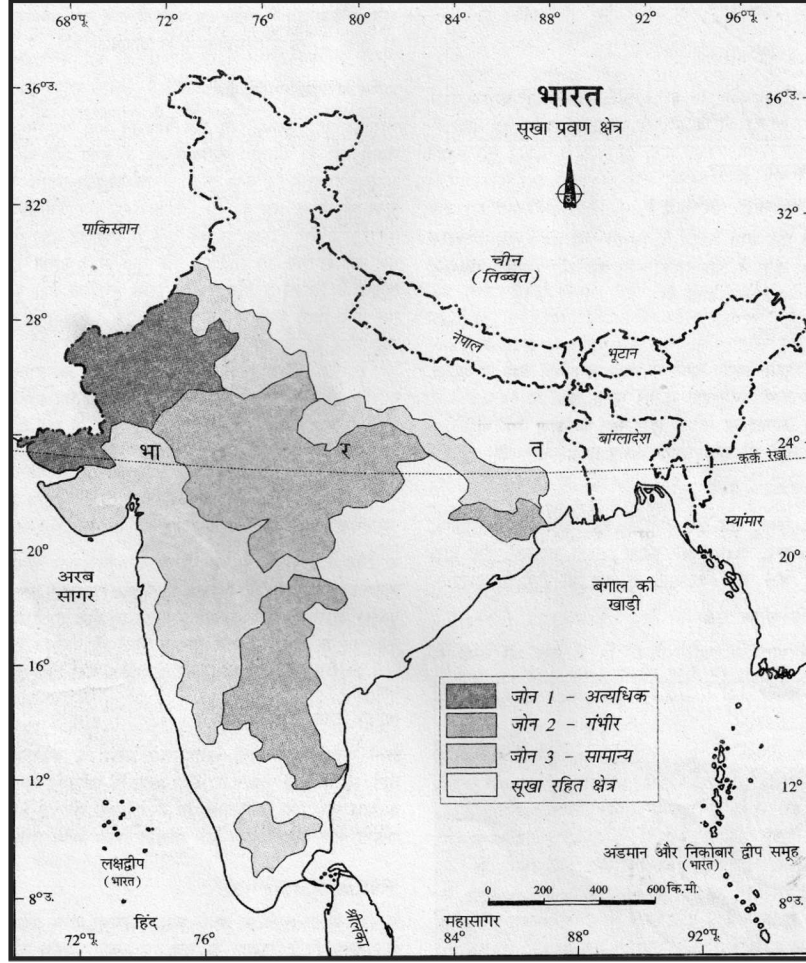 68°पू. 72° 76° 80° 84° 88° 92° 96°पू.
36°उ. 36°उ.
भारत
सूखा प्रवण क्षेत्र
उ.
32° 32°
पाकिस्तान
चीन
(तिब्बत)
28° 28°
नेपाल
भूटान
भा र त
बांग्लादेश
24°
कर्क रेखा
म्यांमार
20° 20°
अरब
सागर
बंगाल की
खाड़ी
16° 16°
जोन 1 - अत्यधिक
जोन 2 - गंभीर
जोन 3 - सामान्य
सूखा रहित क्षेत्र
12° 12°
लक्षद्वीप
(भारत)
अंडमान और निकोबार द्वीप समूह
(भारत)
0 200 400 600 कि.मी.
8°उ. 8°उ.
हिंद
श्रीलंका
महासागर
72°पू. 76° 84° 88° 92°पू.